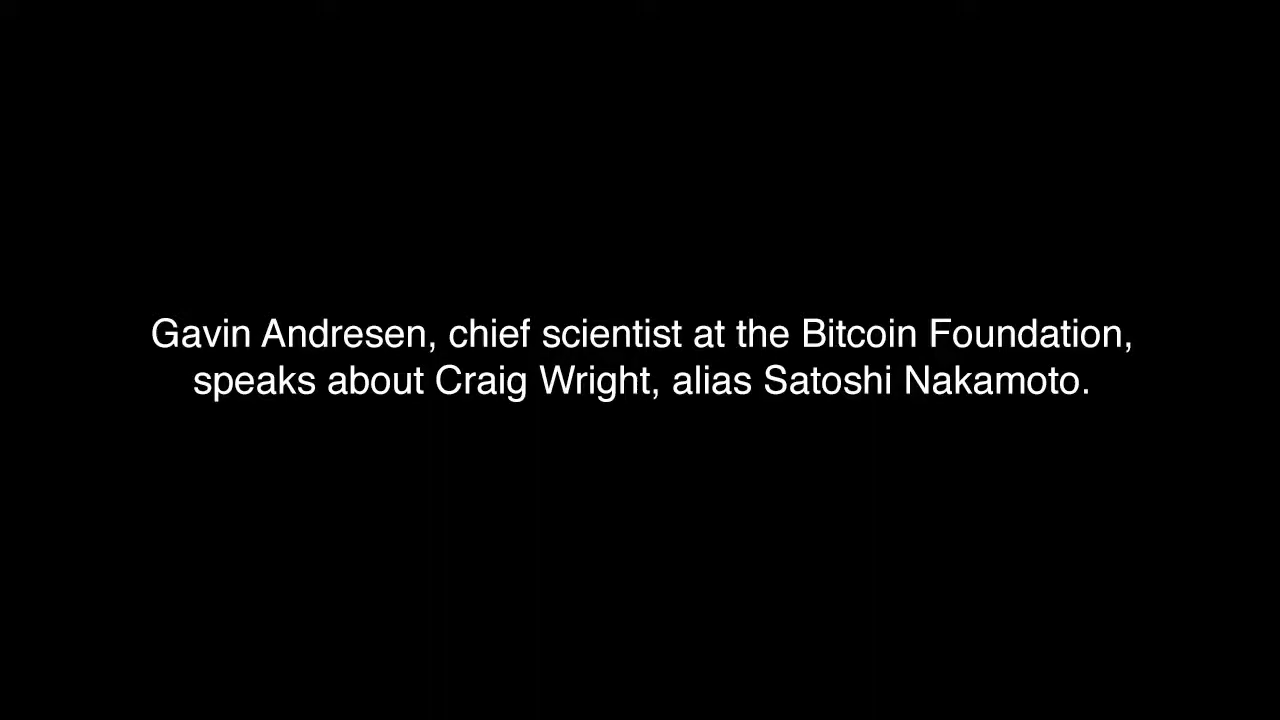 Gavin Andresen, chief scientist at the Bitcoin Foundation,
speaks about Craig Wright, alias Satoshi Nakamoto.